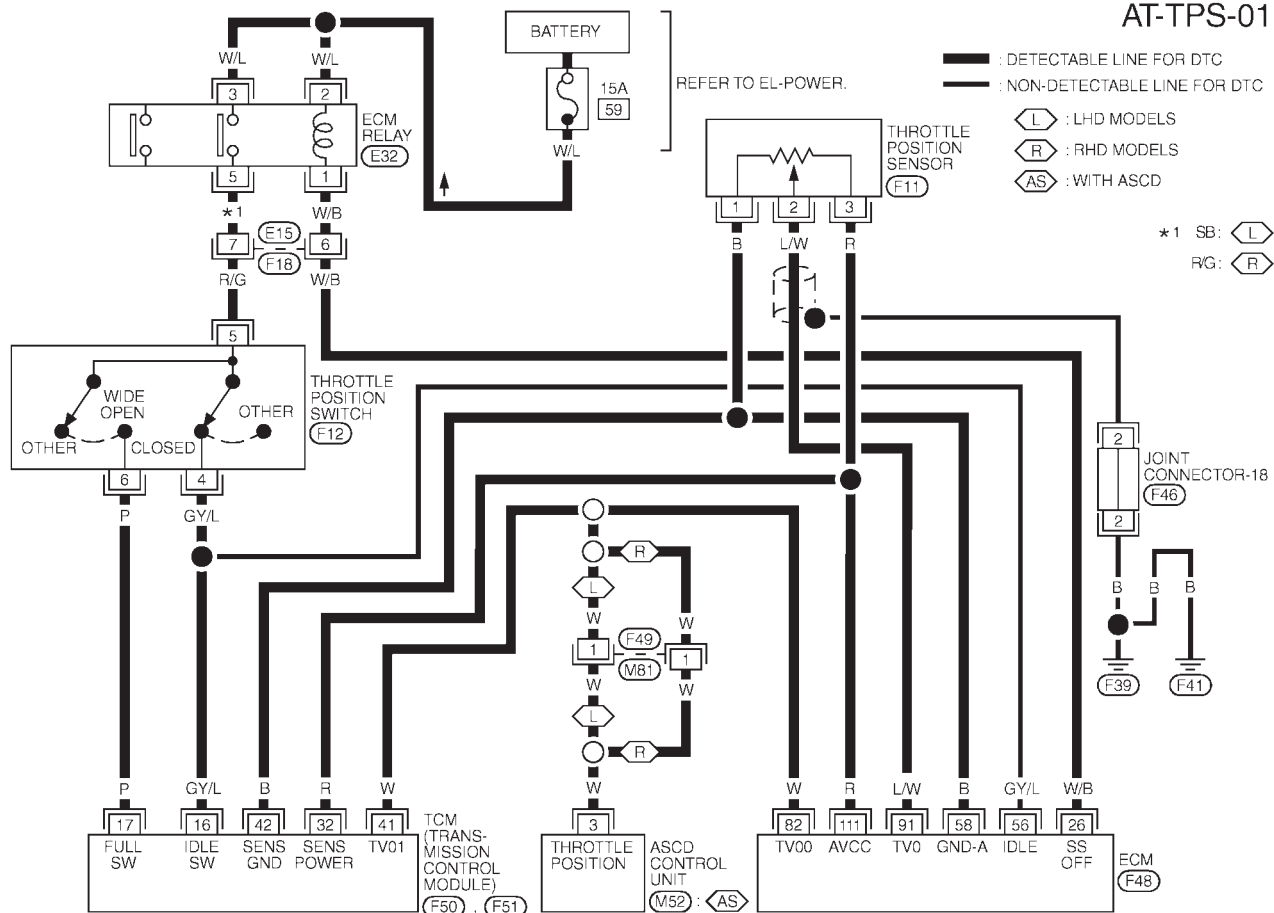 AT-TPS-01
BATTERY
15A
59
W/L
REFER TO EL-POWER.
: DETECTABLE LINE FOR DTC
: NON-DETECTABLE LINE FOR DTC
L : LHD MODELS
R : RHD MODELS
AS : WITH ASCD
*1 SB: L
R/G: R
W/L W/L
3 2
ECM
RELAY
E32
5 1
*1 W/B
7 E15 6
F18
R/G W/B
5
THROTTLE
POSITION
SENSOR
F11
1 2 3
B L/W R
WIDE
OPEN
OTHER
OTHER CLOSED
THROTTLE
POSITION
SWITCH
F12
6 4
P GY/L
2
JOINT
CONNECTOR-18
F46
2
B B B
F39 F41
R
L
W W
1 F49 1
M81
W W
L
R
W
P GY/L B R W
17 16 42 32 41
FULL
SW
IDLE
SW
SENS
GND
SENS
POWER
TV01
TCM
(TRANS-
MISSION
CONTROL
MODULE)
F50 , F51
3
THROTTLE
POSITION
ASCD
CONTROL
UNIT
M52 : AS
W R L/W B GY/L W/B
82 111 91 58 56 26
TV00 AVCC TV0 GND-A IDLE SS
OFF
ECM
F48